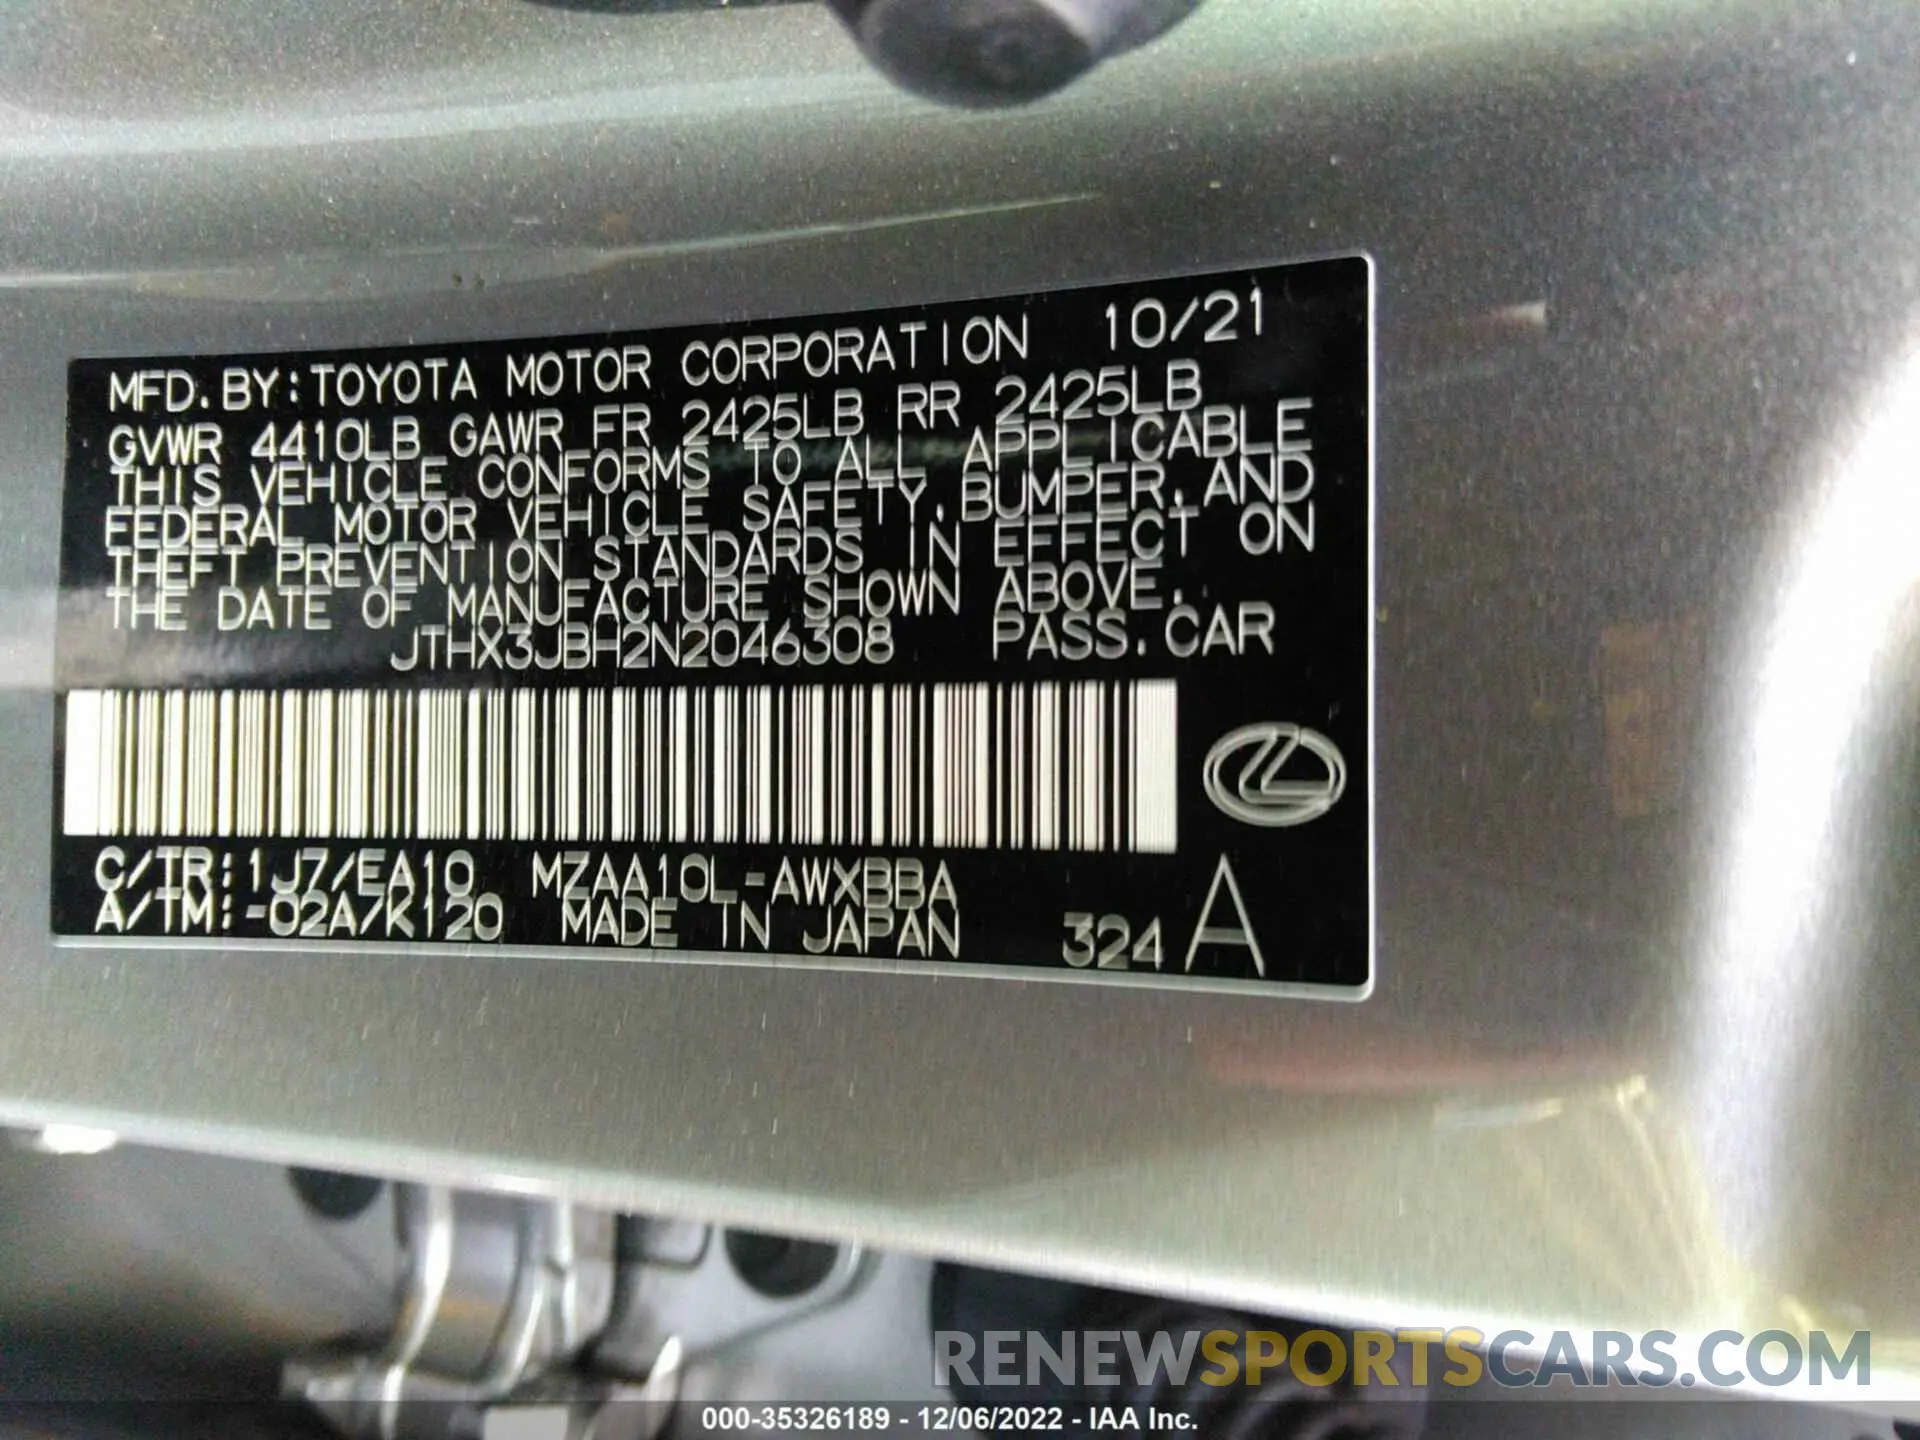 MFD. BY: TOYOTA MOTOR CORPORATION 10/21
GVWR 4410LB GAWR FR 2425LB RR 2425LB
THIS VEHICLE CONFORMS TO ALL APPLICABLE
FEDERAL MOTOR VEHICLE SAFETY, BUMPER, AND
THEFT PREVENTION STANDARDS IN EFFECT ON
THE DATE OF MANUFACTURE SHOWN ABOVE.
JTHX3JBH2N2046308 PASS. CAR
C/TR: 1J7/EA10 MZAA10L-AWXBBA
A/TM: -02A/K120 MADE IN JAPAN 324 A
RENEWSPORTSCARS.COM
000-35326189 - 12/06/2022 - IAA Inc.